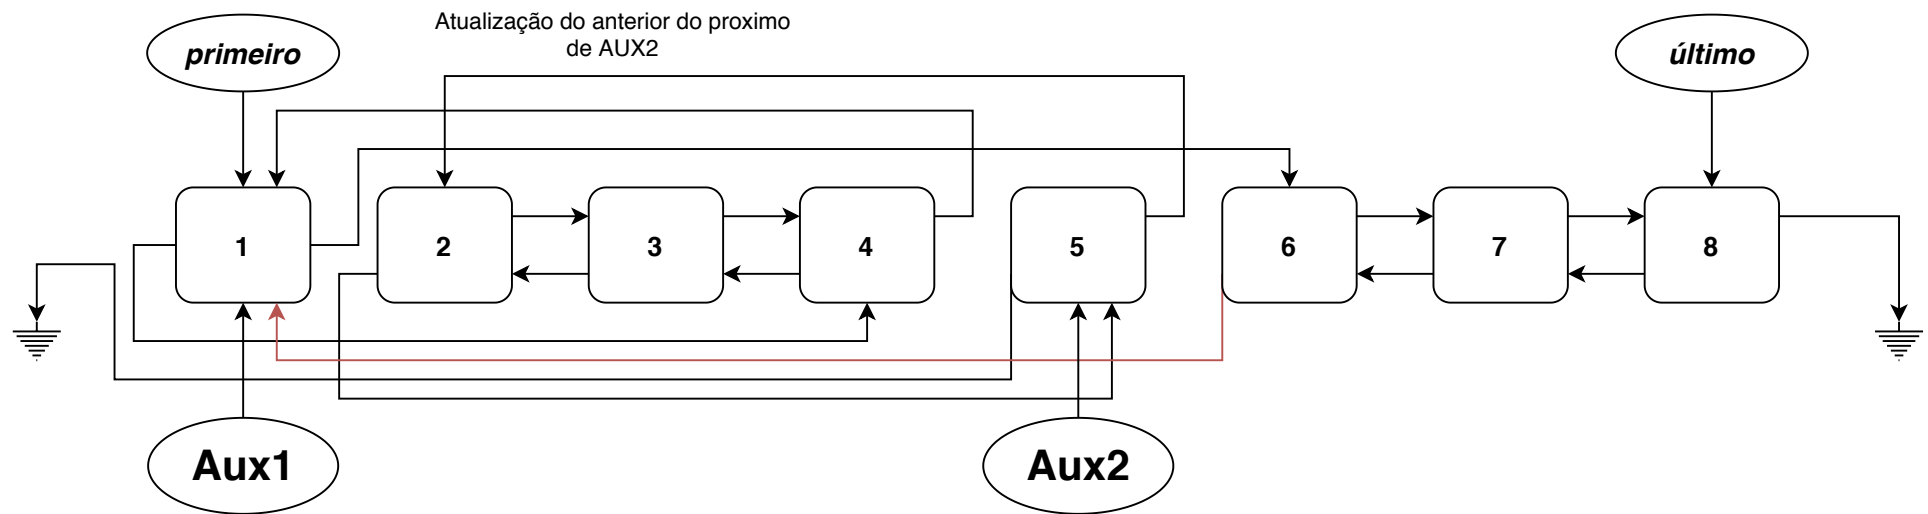 Atualização do anterior do proximo
de AUX2
primeiro
último
1
2
3
4
5
6
7
8
Aux1
Aux2